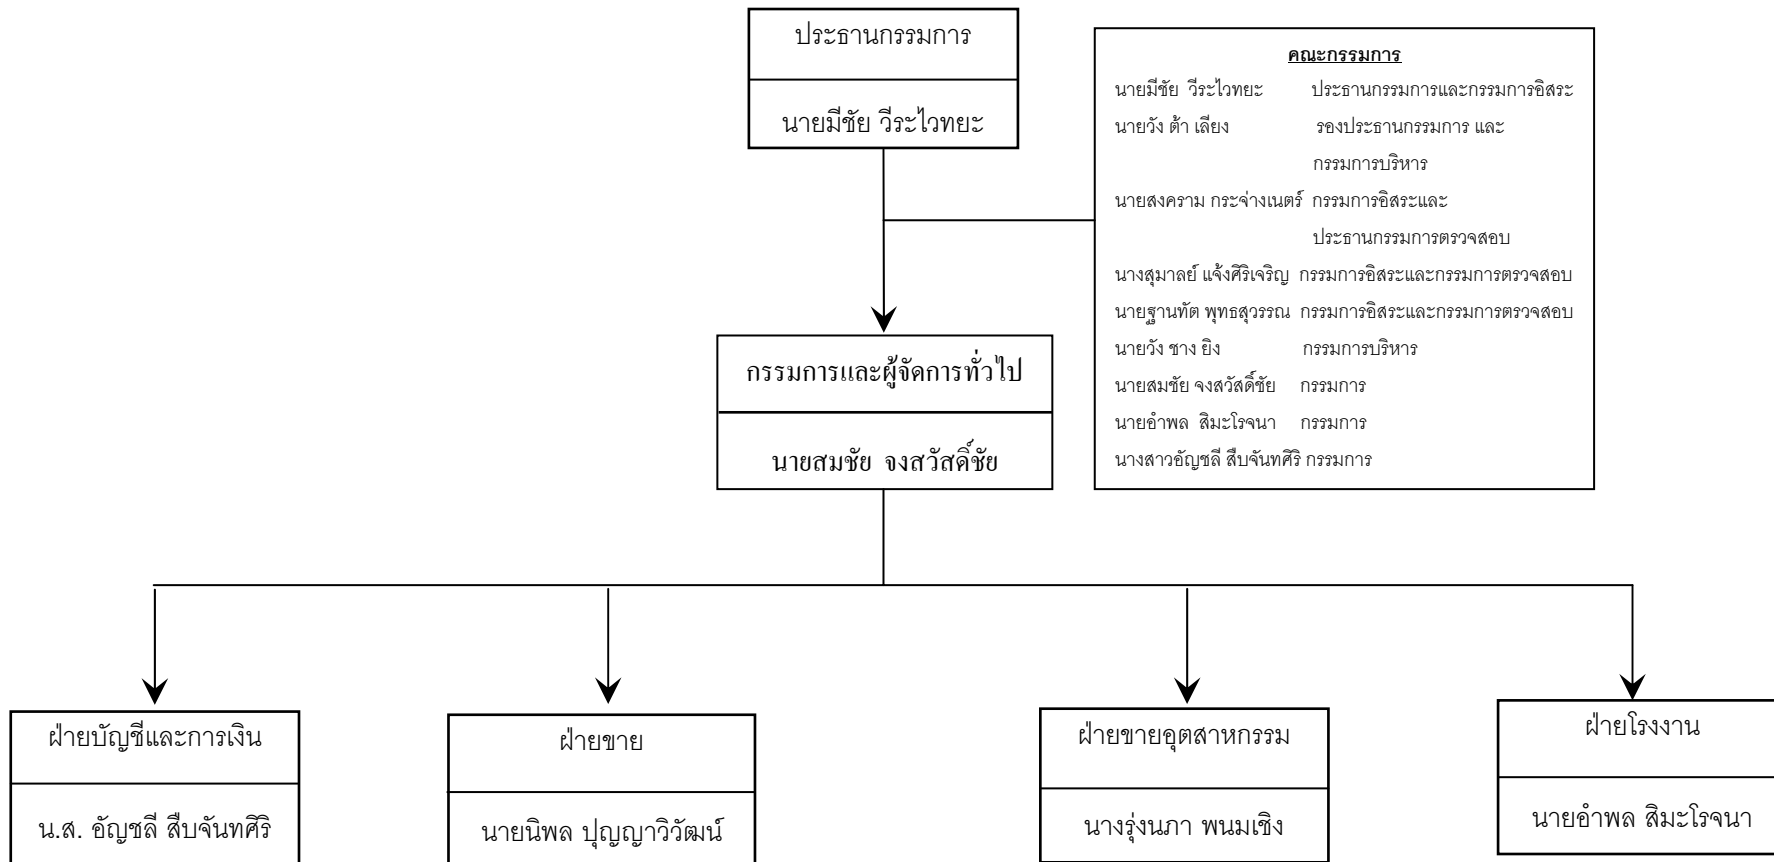 ประธานกรรมการ
นายมีชัย วีระไวทยะ
คณะกรรมการ
นายมีชัย วีระไวทยะ ประธานกรรมการและกรรมการอิสระ
นายวัง ต้า เลียง รองประธานกรรมการ และ
กรรมการบริหาร
นายสงคราม กระจ่างเนตร์ กรรมการอิสระและ
ประธานกรรมการตรวจสอบ
นางสุมาลย์ แจ้งศิริเจริญ กรรมการอิสระและกรรมการตรวจสอบ
นายฐานทัต พุทธสุวรรณ กรรมการอิสระและกรรมการตรวจสอบ
นายวัง ชาง ยิง กรรมการบริหาร
นายสมชัย จงสวัสดิ์ชัย กรรมการ
นายอำพล สิมะโรจนา กรรมการ
นางสาวอัญชลี สืบจันทศิริ กรรมการ
กรรมการและผู้จัดการทั่วไป
นายสมชัย จงสวัสดิ์ชัย
ฝ่ายบัญชีและการเงิน
น.ส. อัญชลี สืบจันทศิริ
ฝ่ายขาย
นายนิพล ปุญญาวิวัฒน์
ฝ่ายขายอุตสาหกรรม
นางรุ่งนภา พนมเชิง
ฝ่ายโรงงาน
นายอำพล สิมะโรจนา